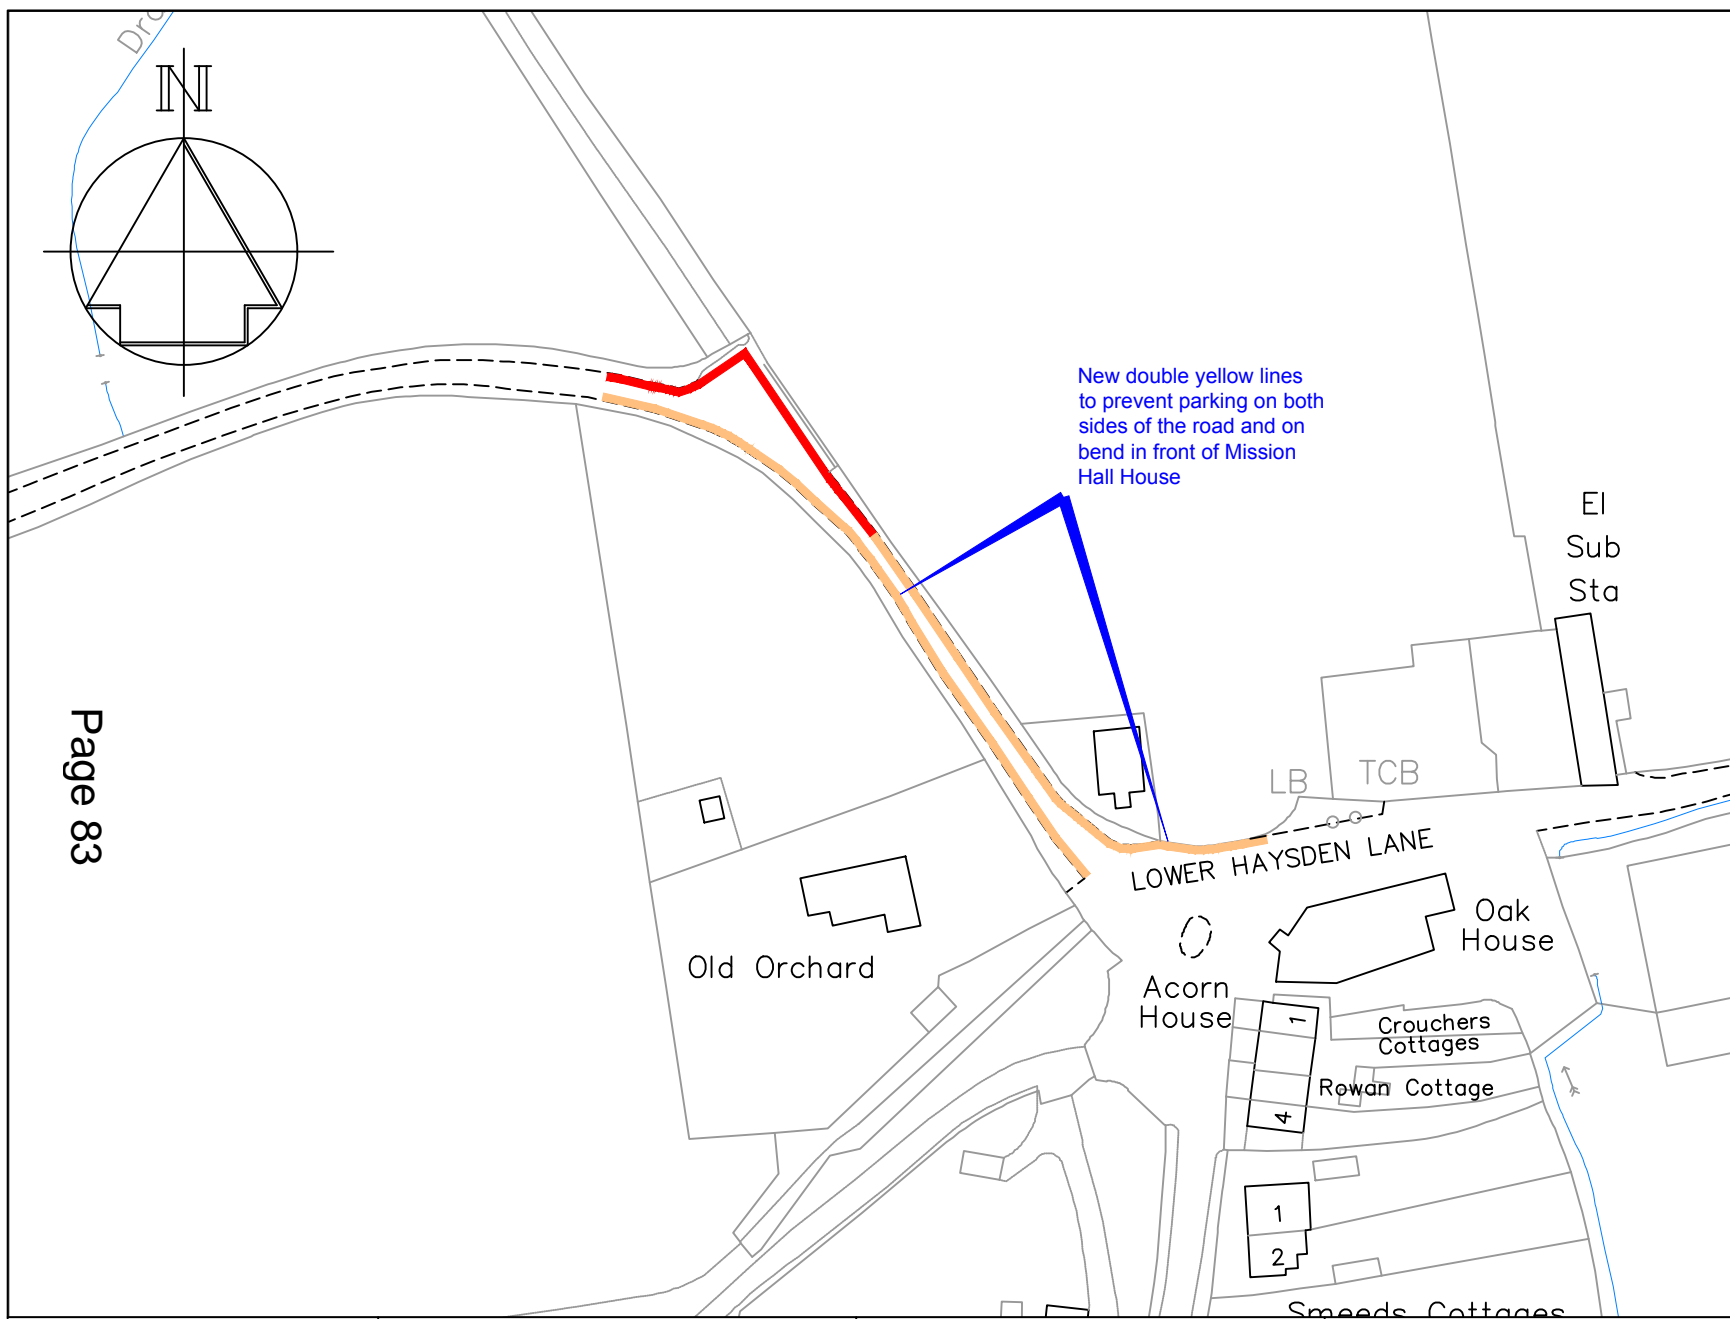 Dra
N
New double yellow lines
to prevent parking on both
sides of the road and on
bend in front of Mission
Hall House
El
Sub
Sta
Page 83
LB
TCB
LOWER HAYSDEN LANE
Oak
House
Old Orchard
Acorn
House
1
Crouchers
Cottages
Rowan Cottage
4
1
2
Smeeds Cottages